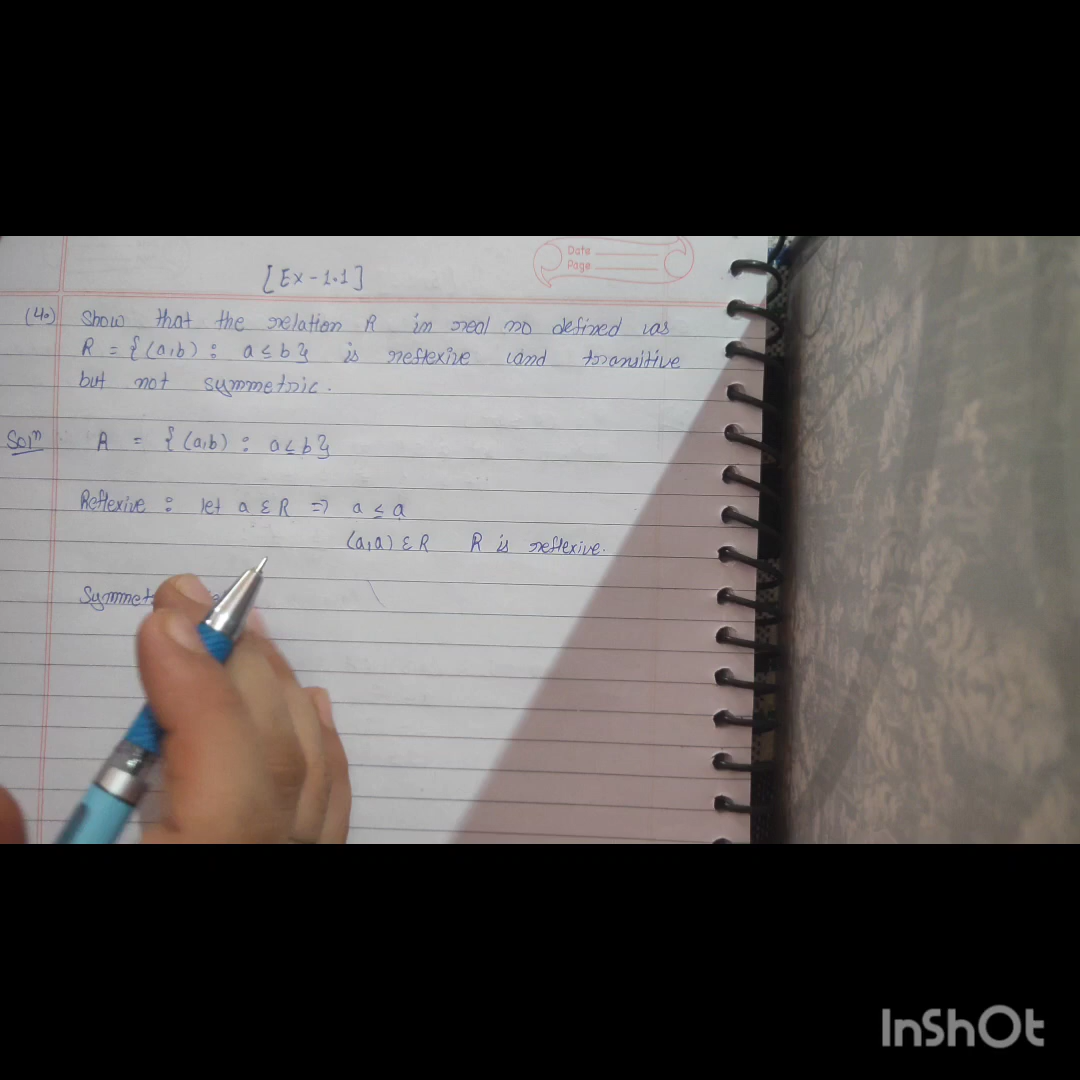 Date
Page
[Ex-1.1]
(4.) Show that the relation R in real no defined as
R = {(a,b) : a ≤ b} is reflexive and transitive
but not symmetric.
Solⁿ R = {(a,b) : a ≤ b}
Reflexive : let a ε R => a ≤ a
(a,a) ε R R is reflexive.
InShOt